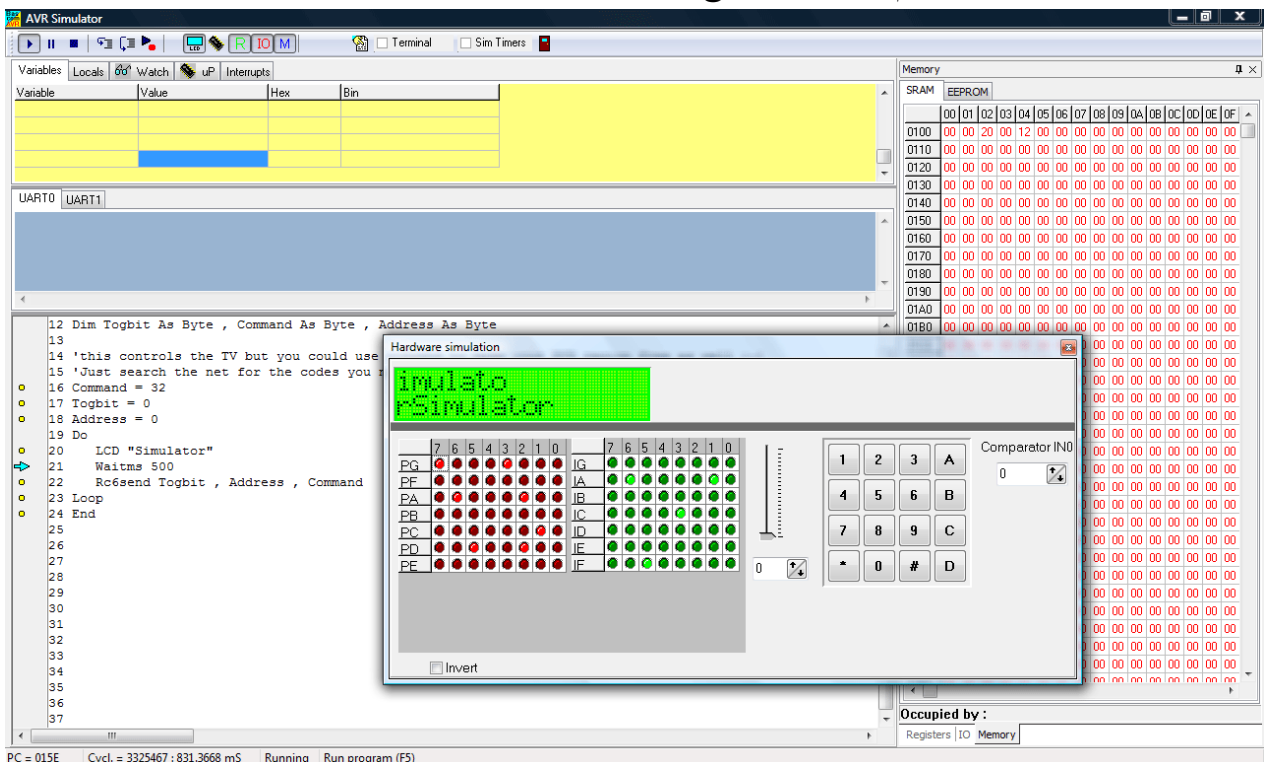 AVR Simulator
R IO M Terminal Sim Timers
Variables Locals Watch uP Interrupts
Variable Value Hex Bin
UART0 UART1
12 Dim Togbit As Byte , Command As Byte , Address As Byte
13
14 'this controls the TV but you could use
15 'Just search the net for the codes you
16 Command = 32
17 Togbit = 0
18 Address = 0
19 Do
20 LCD "Simulator"
21 Waitms 500
22 Rc6send Togbit , Address , Command
23 Loop
24 End
25
26
27
28
29
30
31
32
33
34
35
36
37
Hardware simulation
imulato
rSimulator
7 6 5 4 3 2 1 0 7 6 5 4 3 2 1 0
PG IG
PF IA
PA IB
PB IC
PC ID
PD IE
PE IF
Invert
0
1 2 3 A
4 5 6 B
7 8 9 C
* 0 # D
Comparator IN0
0
Memory
SRAM EEPROM
00 01 02 03 04 05 06 07 08 09 0A 0B 0C 0D 0E 0F
0100 00 00 20 00 12 00 00 00 00 00 00 00 00 00 00 00
0110 00 00 00 00 00 00 00 00 00 00 00 00 00 00 00 00
0120 00 00 00 00 00 00 00 00 00 00 00 00 00 00 00 00
0130 00 00 00 00 00 00 00 00 00 00 00 00 00 00 00 00
0140 00 00 00 00 00 00 00 00 00 00 00 00 00 00 00 00
0150 00 00 00 00 00 00 00 00 00 00 00 00 00 00 00 00
0160 00 00 00 00 00 00 00 00 00 00 00 00 00 00 00 00
0170 00 00 00 00 00 00 00 00 00 00 00 00 00 00 00 00
0180 00 00 00 00 00 00 00 00 00 00 00 00 00 00 00 00
0190 00 00 00 00 00 00 00 00 00 00 00 00 00 00 00 00
01A0 00 00 00 00 00 00 00 00 00 00 00 00 00 00 00 00
01B0 00 00 00 00 00 00 00 00 00 00 00 00 00 00 00 00
Occupied by :
Registers IO Memory
PC = 015E Cycl. = 3325467 : 831.3668 mS Running Run program (F5)